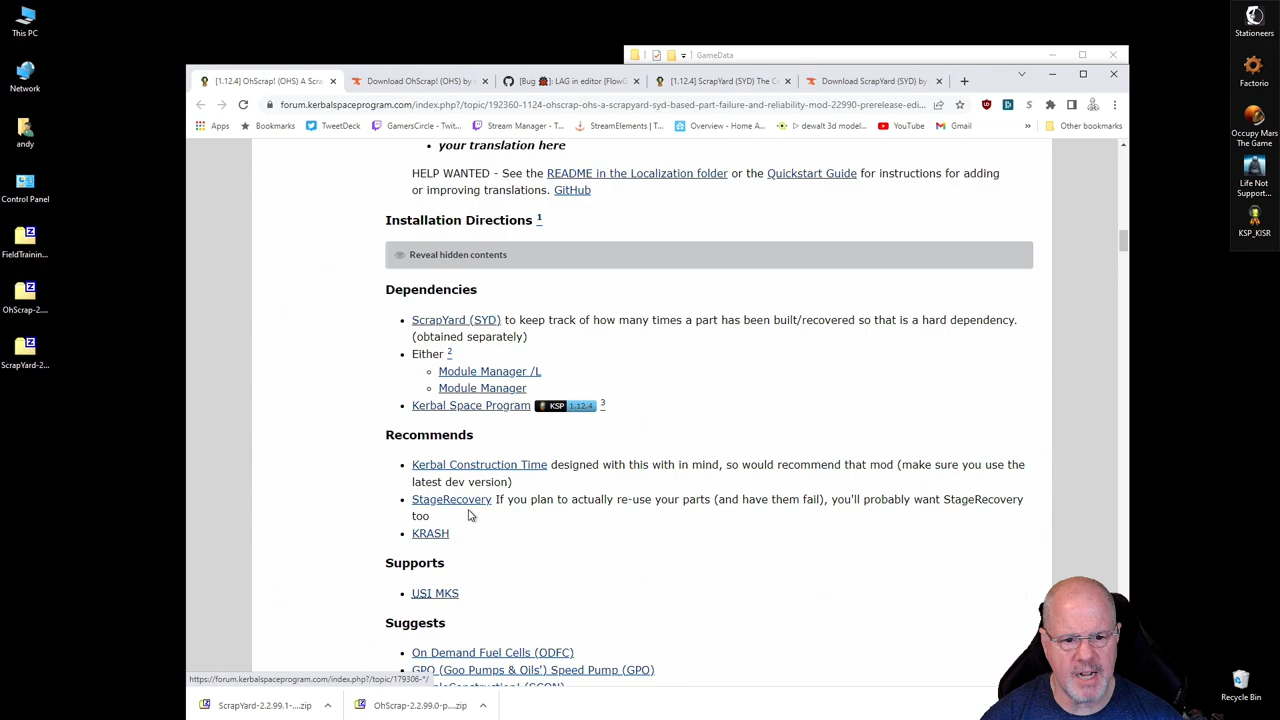 This PC
Network
andy
Control Panel
FieldTrainin...
OhScrap-2....
ScrapYard-2...
GameData
[1.12.4] OhScrap! (OHS) A Scra
Download OhScrap! (OHS) by
[Bug]: LAG in editor [FlowG
[1.12.4] ScrapYard (SYD) The C
Download ScrapYard (SYD) by
forum.kerbalspaceprogram.com/index.php?/topic/192360-1124-ohscrap-ohs-a-scrapyard-syd-based-part-failure-and-reliability-mod-22990-prerelease-edi...
Apps
Bookmarks
TweetDeck
GamersCircle - Twit...
Stream Manager - T...
StreamElements | T...
Overview - Home A...
dewalt 3d model...
YouTube
Gmail
»
Other bookmarks
• your translation here
HELP WANTED - See the README in the Localization folder or the Quickstart Guide for instructions for adding
or improving translations. GitHub
Installation Directions 1
Reveal hidden contents
Dependencies
• ScrapYard (SYD) to keep track of how many times a part has been built/recovered so that is a hard dependency.
(obtained separately)
• Either 2
Module Manager /L
Module Manager
• Kerbal Space Program KSP 1.12.4 3
Recommends
• Kerbal Construction Time designed with this with in mind, so would recommend that mod (make sure you use the
latest dev version)
• StageRecovery If you plan to actually re-use your parts (and have them fail), you'll probably want StageRecovery
too
• KRASH
Supports
• USI MKS
Suggests
• On Demand Fuel Cells (ODFC)
• GPO (Goo Pumps & Oils') Speed Pump (GPO)
https://forum.kerbalspaceprogram.com/index.php?/topic/179306-*/
ScrapYard-2.2.99.1-....zip
OhScrap-2.2.99.0-p....zip
Stationeers
Factorio
Occupy Mars
The Game
Life Not
Support...
KSP_KISR
Recycle Bin